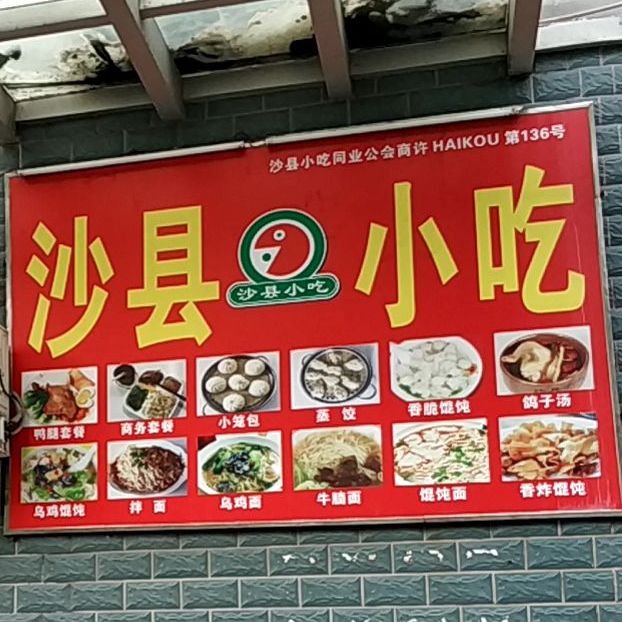 沙县小吃同业公会商许 HAIKOU 第136号
沙县 小吃
沙县小吃
鸭腿套餐 商务套餐 小笼包 蒸饺 香脆馄饨 鸽子汤
乌鸡馄饨 拌面 乌鸡面 牛腩面 馄饨面 香炸馄饨